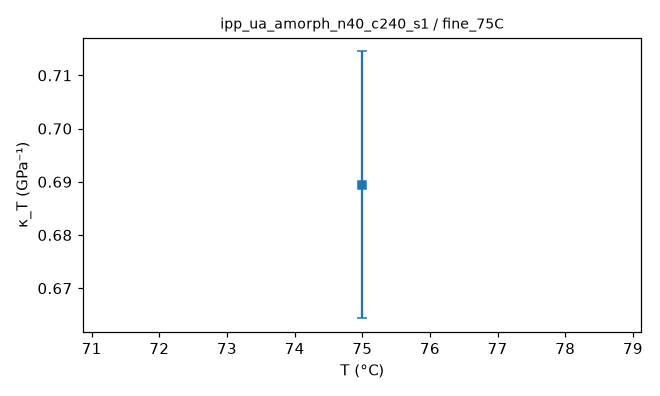 ipp_ua_amorph_n40_c240_s1 / fine_75C
κ_T (GPa⁻¹)
0.71
0.70
0.69
0.68
0.67
71 72 73 74 75 76 77 78 79
T (°C)